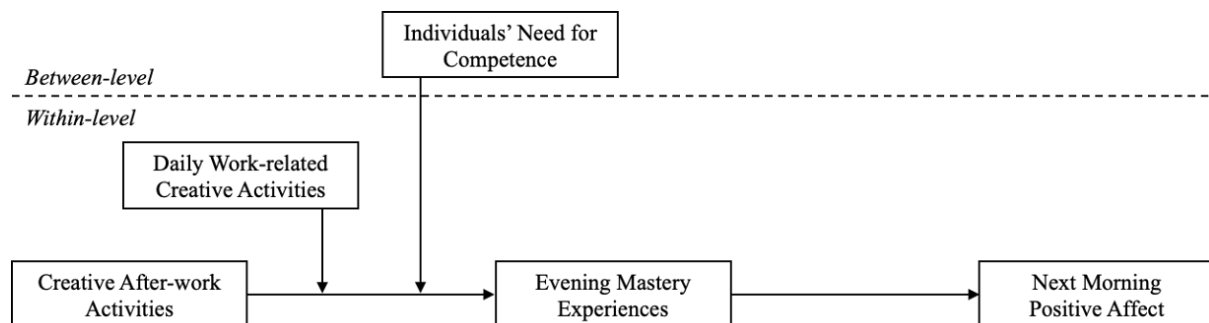 Individuals’ Need for
Competence
Between-level
Within-level
Daily Work-related
Creative Activities
Creative After-work
Activities
Evening Mastery
Experiences
Next Morning
Positive Affect